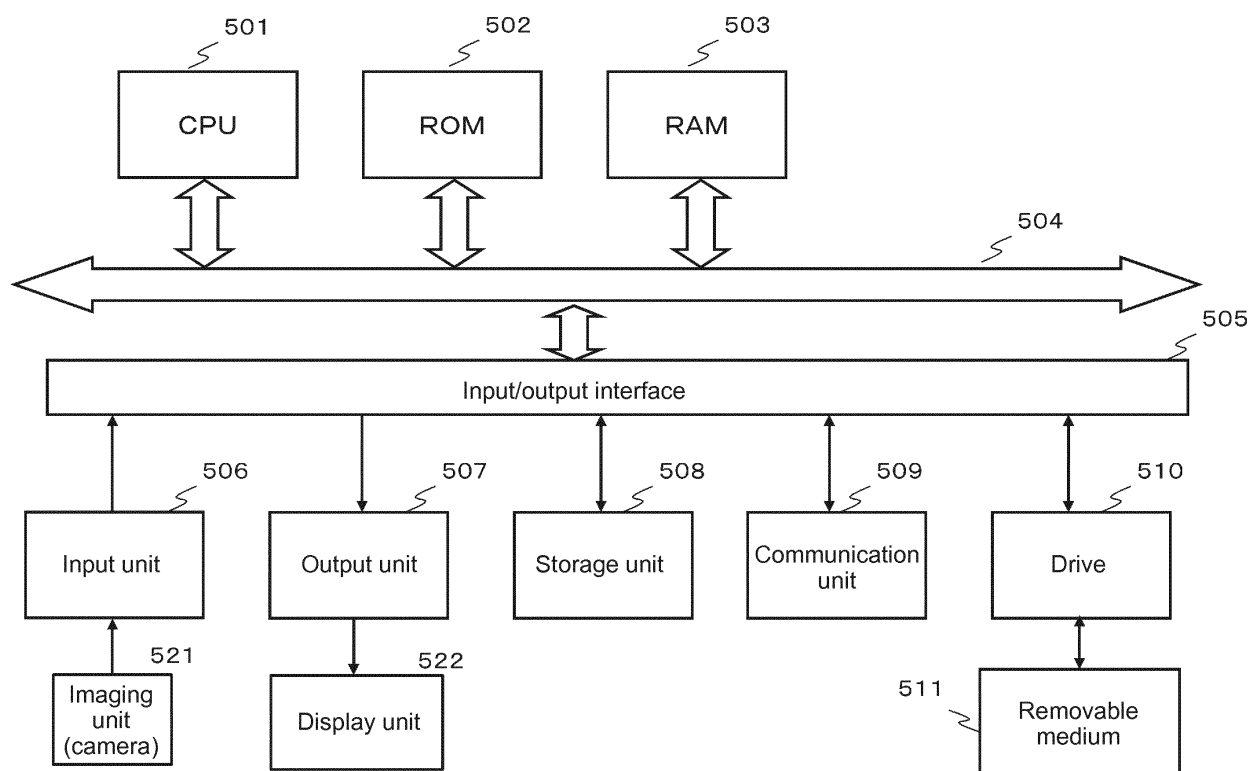 501
502
503
CPU
ROM
RAM
504
505
Input/output interface
506
507
508
509
510
Input unit
Output unit
Storage unit
Communication
unit
Drive
521
522
511
Imaging
unit
(camera)
Display unit
Removable
medium